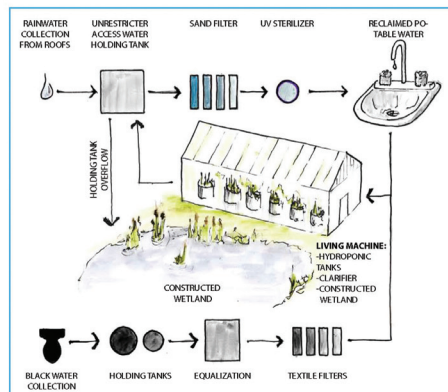 RAINWATER
COLLECTION
FROM ROOFS
UNRESTRICTER
ACCESS WATER
HOLDING TANK
SAND FILTER
UV STERILIZER
RECLAIMED PO-
TABLE WATER
HOLDING TANK
OVERFLOW
LIVING MACHINE:
-HYDROPONIC
TANKS
-CLARIFIER
-CONSTRUCTED
WETLAND
CONSTRUCTED
WETLAND
BLACK WATER
COLLECTION
HOLDING TANKS
EQUALIZATION
TEXTILE FILTERS